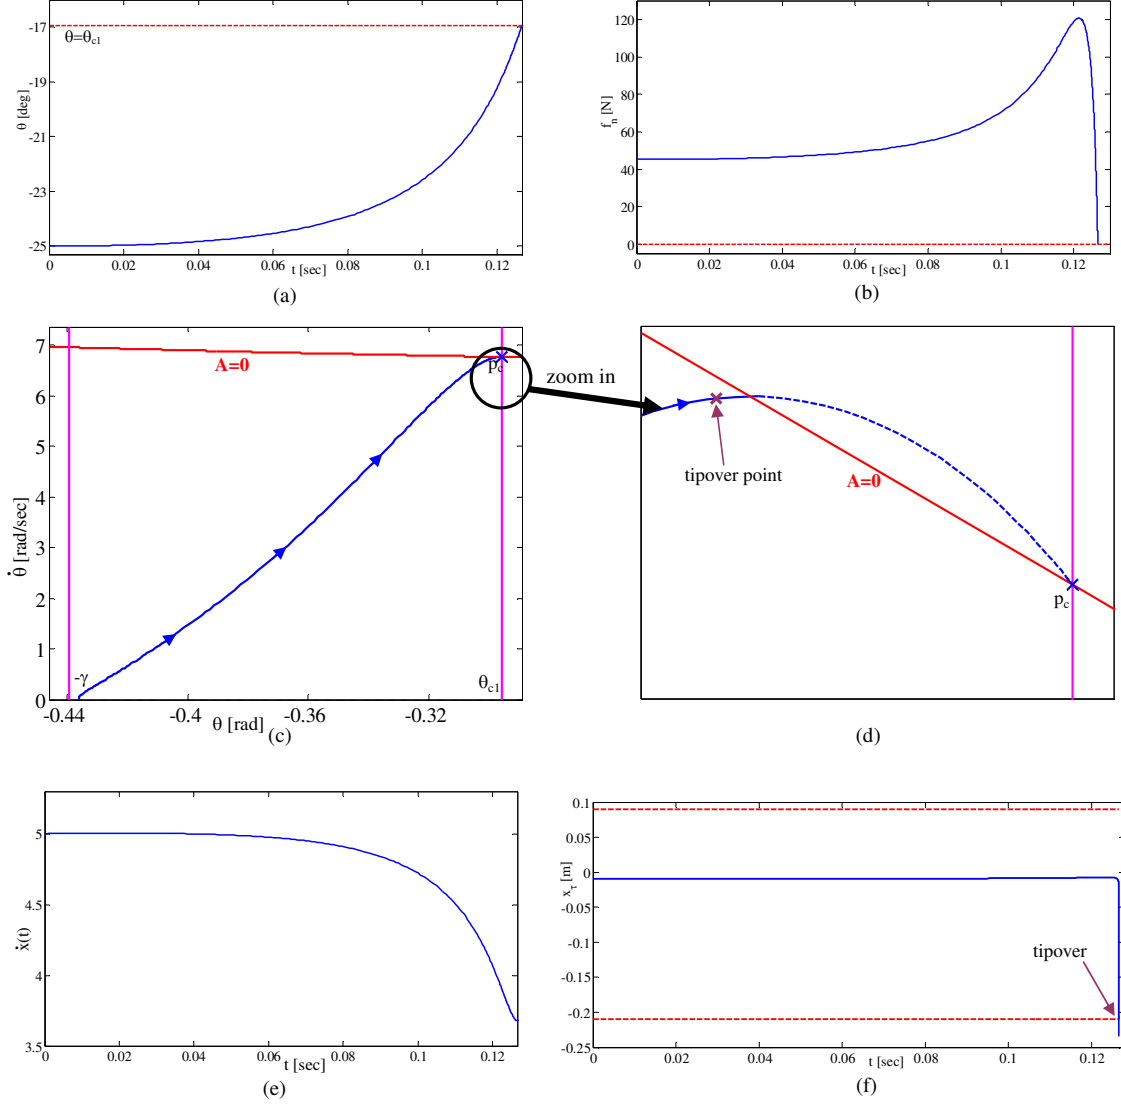 -17
-19
-21
-23
-25
θ [deg]
θ=θc1
0
0.02
0.04
0.06
0.08
0.1
0.12
t [sec]
(a)
120
100
80
60
40
20
0
fn [N]
0
0.02
0.04
0.06
0.08
0.1
0.12
t [sec]
(b)
7
6
5
4
3
2
1
0
θ̇ [rad/sec]
A=0
pc
-γ
θc1
-0.44
-0.4
-0.36
-0.32
θ [rad]
(c)
zoom in
tipover point
A=0
pc
(d)
5
4.5
4
3.5
ẋ(t)
0
0.02
0.04
0.06
0.08
0.1
0.12
t [sec]
(e)
0.1
0.05
0
-0.05
-0.1
-0.15
-0.2
-0.25
xτ [m]
tipover
0
0.02
0.04
0.06
0.08
0.1
0.12
t [sec]
(f)